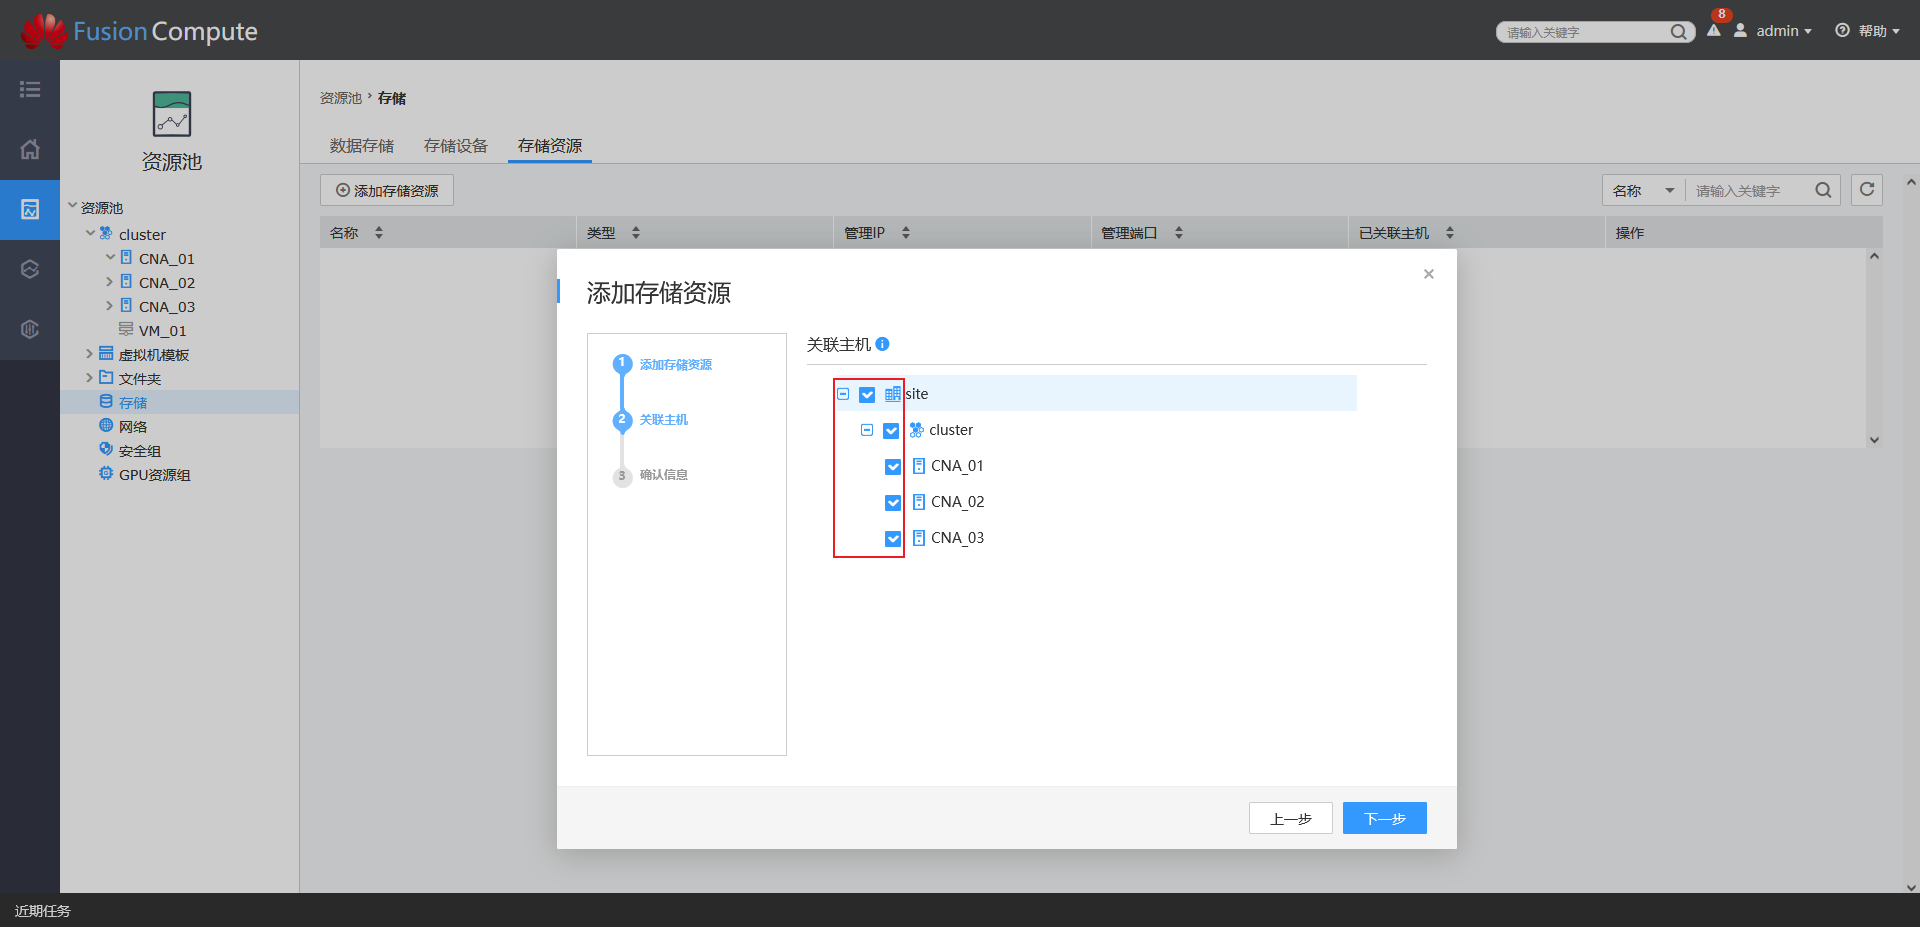 FusionCompute
请输入关键字
8
admin
帮助
资源池
资源池
cluster
CNA_01
CNA_02
CNA_03
VM_01
虚拟机模板
文件夹
存储
网络
安全组
GPU资源组
资源池 › 存储
数据存储 存储设备 存储资源
添加存储资源
名称 请输入关键字
名称 类型 管理IP 管理端口 已关联主机 操作
添加存储资源
1 添加存储资源
2 关联主机
3 确认信息
关联主机
site
cluster
CNA_01
CNA_02
CNA_03
上一步 下一步
近期任务